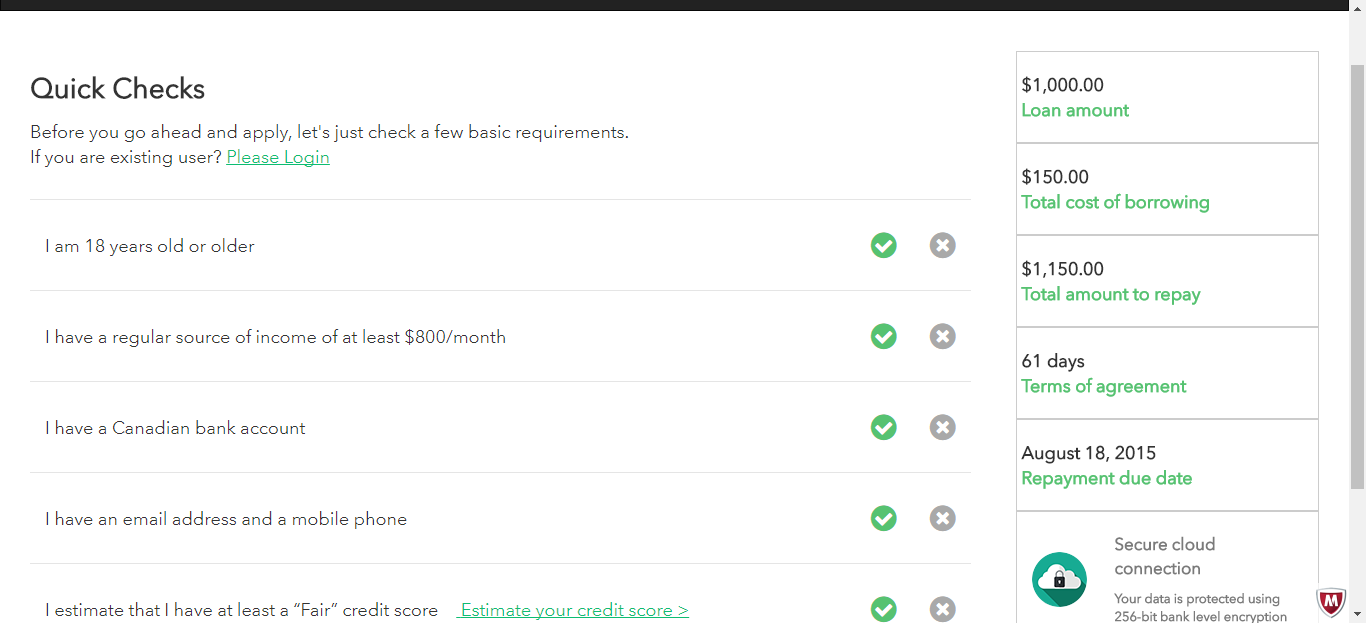 Quick Checks
Before you go ahead and apply, let's just check a few basic requirements.
If you are existing user? Please Login
I am 18 years old or older
I have a regular source of income of at least $800/month
I have a Canadian bank account
I have an email address and a mobile phone
I estimate that I have at least a “Fair” credit score Estimate your credit score >
$1,000.00
Loan amount
$150.00
Total cost of borrowing
$1,150.00
Total amount to repay
61 days
Terms of agreement
August 18, 2015
Repayment due date
Secure cloud
connection
Your data is protected using
256-bit bank level encryption